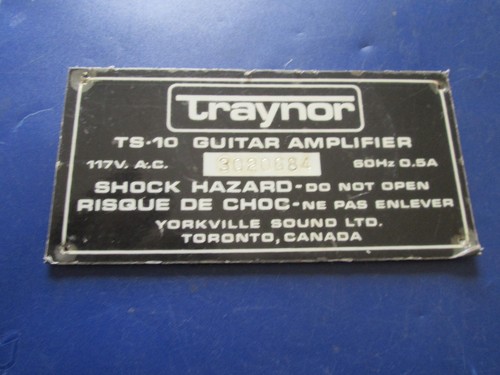 Traynor
TS-10 GUITAR AMPLIFIER
117V. A.C. 3020684 60Hz 0.5A
SHOCK HAZARD-DO NOT OPEN
RISQUE DE CHOC-NE PAS ENLEVER
YORKVILLE SOUND LTD.
TORONTO, CANADA